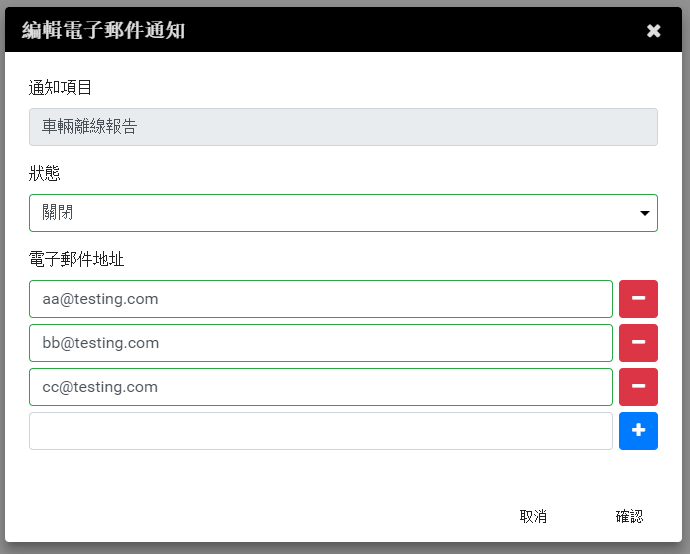 編輯電子郵件通知
通知項目
車輛離線報告
狀態
關閉
電子郵件地址
aa@testing.com
bb@testing.com
cc@testing.com
取消 確認